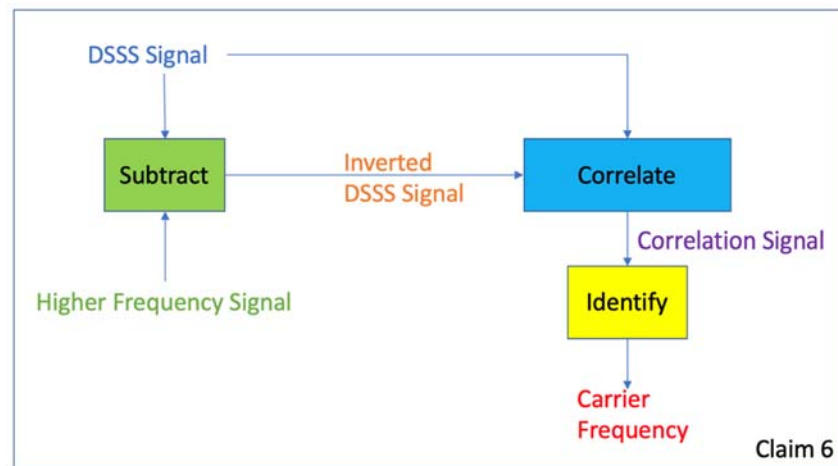 DSSS Signal
Subtract
Inverted
DSSS Signal
Correlate
Correlation Signal
Higher Frequency Signal
Identify
Carrier
Frequency
Claim 6